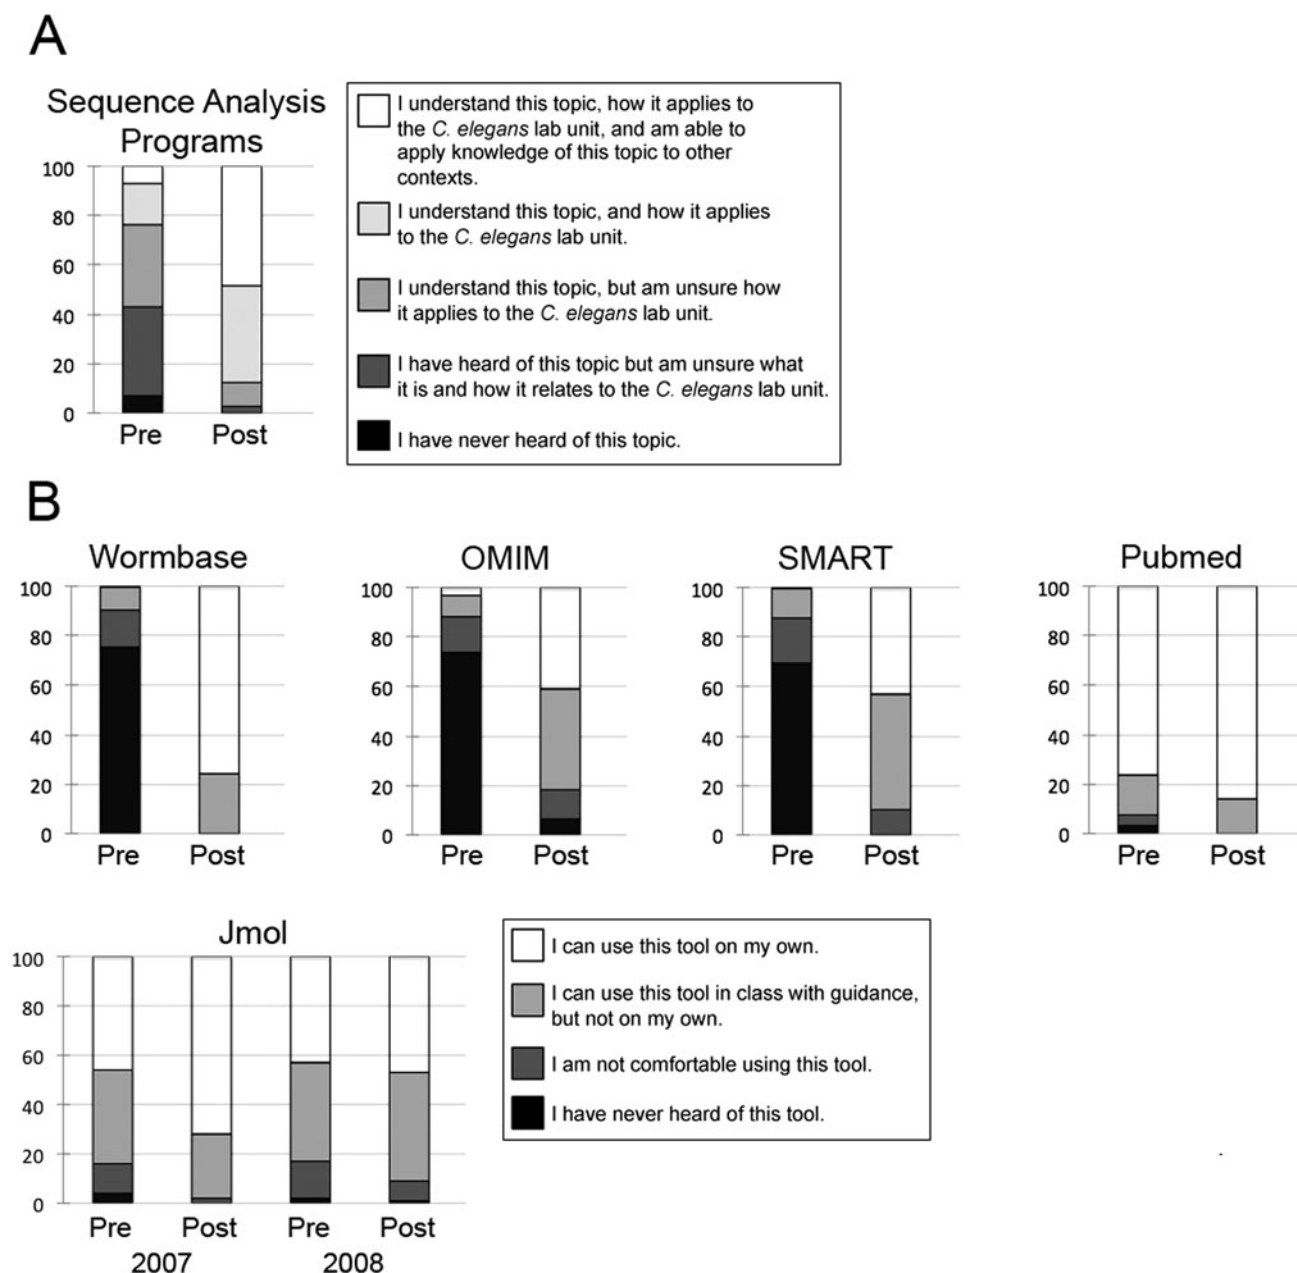 A
Sequence Analysis
Programs
100
80
60
40
20
0
Pre Post
I understand this topic, how it applies to
the C. elegans lab unit, and am able to
apply knowledge of this topic to other
contexts.
I understand this topic, and how it applies
to the C. elegans lab unit.
I understand this topic, but am unsure how
it applies to the C. elegans lab unit.
I have heard of this topic but am unsure what
it is and how it relates to the C. elegans lab unit.
I have never heard of this topic.
B
Wormbase
100
80
60
40
20
0
Pre Post
OMIM
100
80
60
40
20
0
Pre Post
SMART
100
80
60
40
20
0
Pre Post
Pubmed
100
80
60
40
20
0
Pre Post
Jmol
100
80
60
40
20
0
Pre Post Pre Post
2007 2008
I can use this tool on my own.
I can use this tool in class with guidance,
but not on my own.
I am not comfortable using this tool.
I have never heard of this tool.